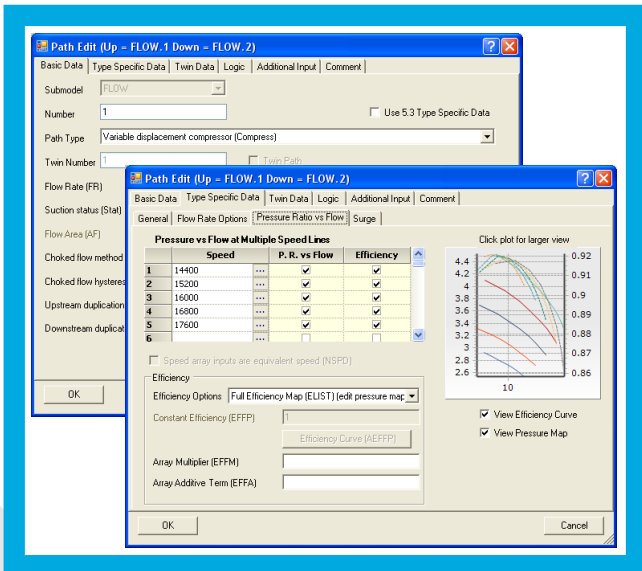 Path Edit (Up = FLOW.1 Down = FLOW.2)
Basic Data Type Specific Data Twin Data Logic Additional Input Comment
Submodel FLOW
Number 1 Use 5.3 Type Specific Data
Path Type Variable displacement compressor (Compress)
Twin Number 1 Twin Path
Flow Rate (FR)
Suction status (Stat)
Flow Area (AF)
Choked flow method
Choked flow hysteres
Upstream duplication
Downstream duplicat
OK
Path Edit (Up = FLOW.1 Down = FLOW.2)
Basic Data Type Specific Data Twin Data Logic Additional Input Comment
General Flow Rate Options Pressure Ratio vs Flow Surge
Pressure vs Flow at Multiple Speed Lines
Speed P. R. vs Flow Efficiency
1 14400 ...
2 15200 ...
3 16000 ...
4 16800 ...
5 17600 ...
6 ...
Speed array inputs are equivalent speed (NSPD)
Efficiency
Efficiency Options Full Efficiency Map (ELIST) (edit pressure map
Constant Efficiency (EFFP) 1
Efficiency Curve (AEFFP)
Array Multiplier (EFFM)
Array Additive Term (EFFA)
Click plot for larger view
4.4 0.92
4.2 0.91
4
3.8 0.9
3.6 0.89
3.4
3.2 0.88
3
2.8 0.87
2.6 0.86
10
View Efficiency Curve
View Pressure Map
OK Cancel